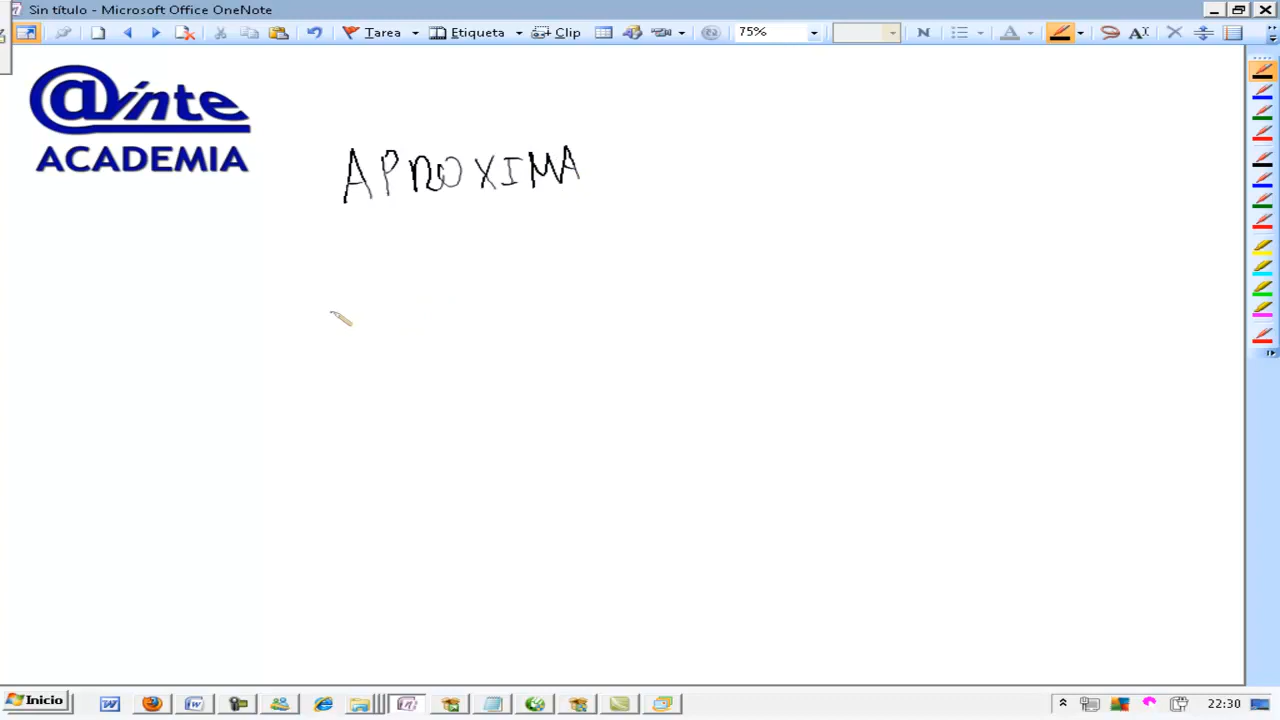 Sin título - Microsoft Office OneNote
Tarea Etiqueta Clip 75% N A A
@inte
ACADEMIA
APROXIMA
Inicio 22:30